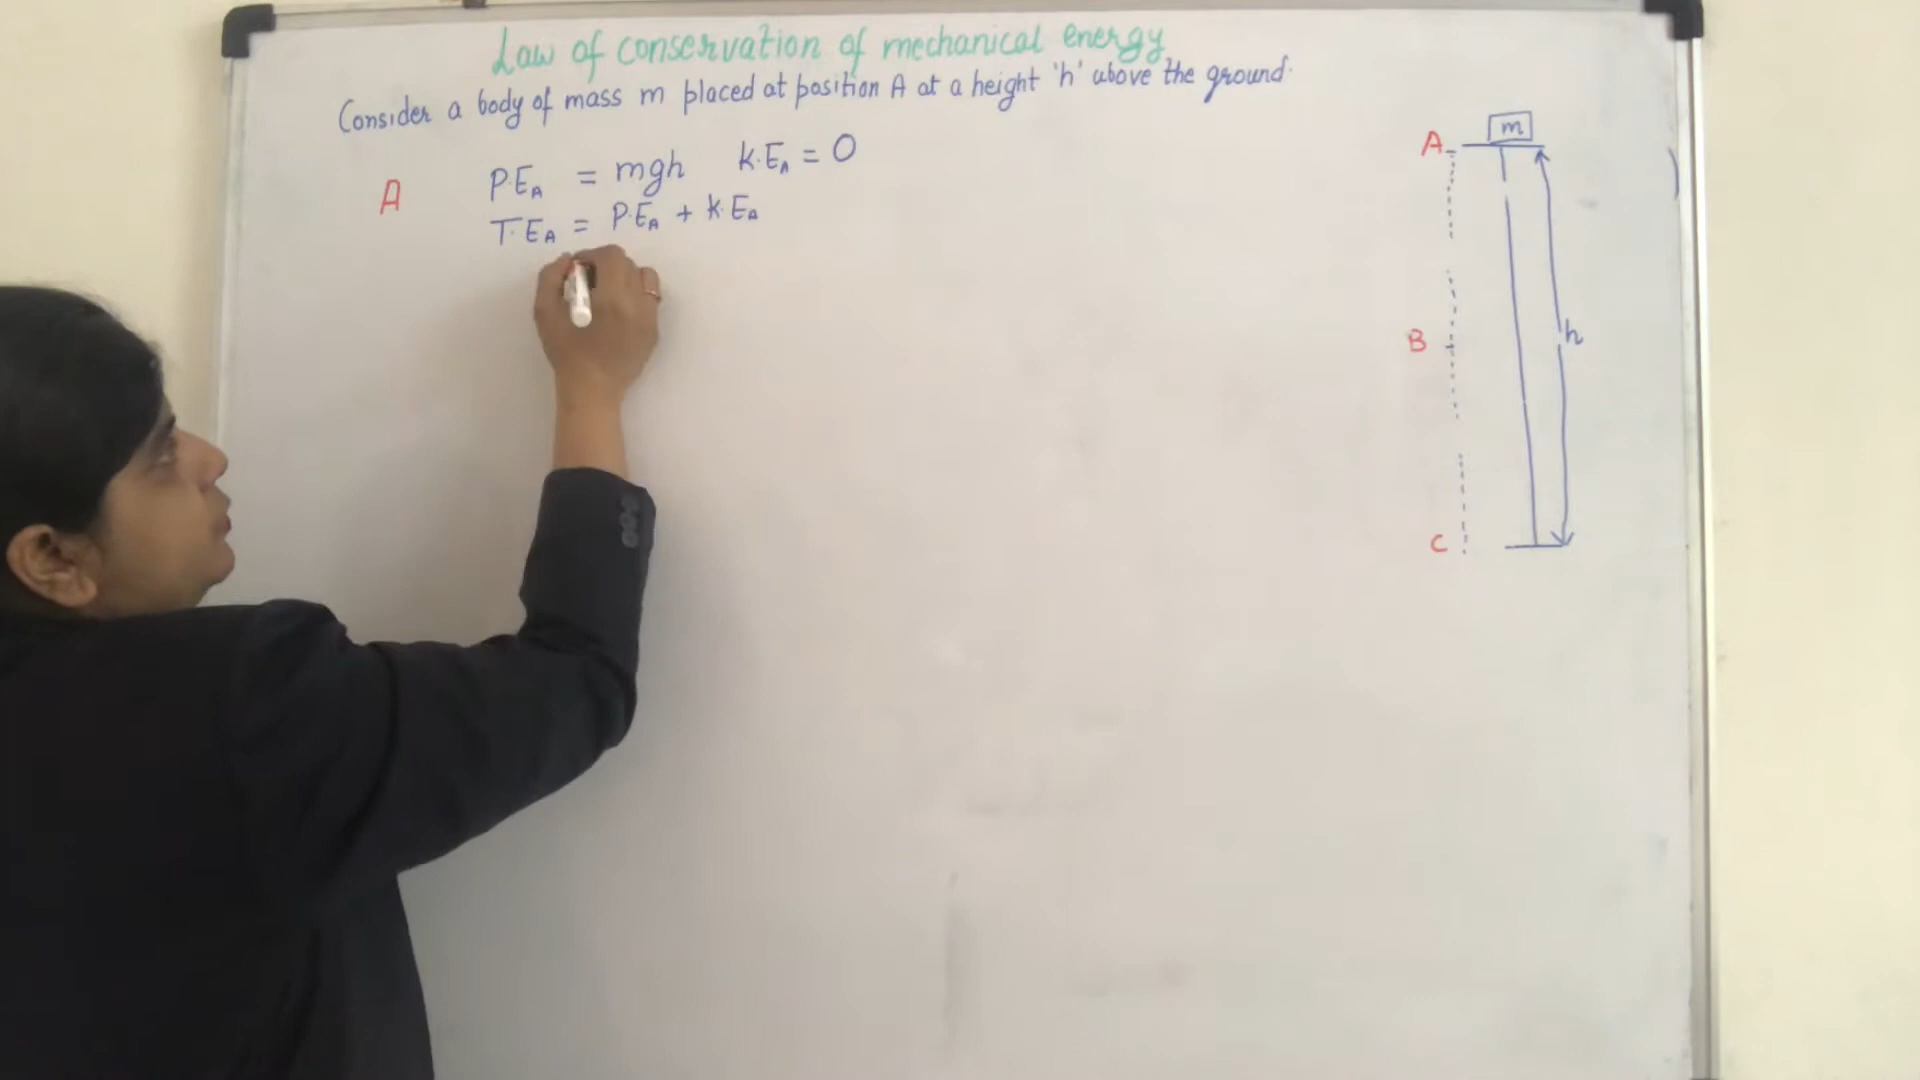 Law of conservation of mechanical energy
Consider a body of mass m placed at position A at a height 'h' above the ground.
A
P.E_A = mgh K.E_A = 0
T.E_A = P.E_A + K.E_A
m
A
B
h
C